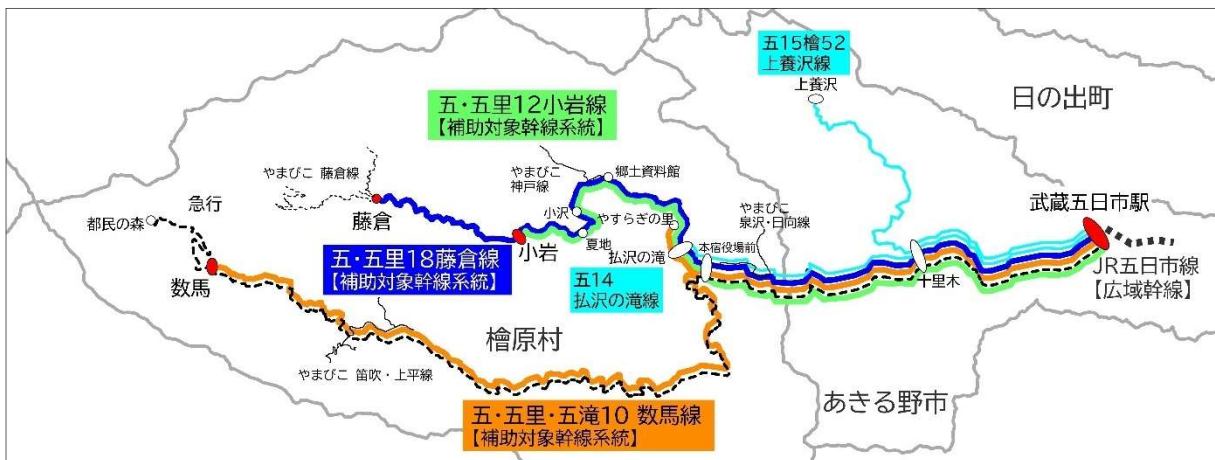 五15檜52
上養沢線
上養沢
日の出町
五・五里12小岩線
【補助対象幹線系統】
やまびこ 藤倉線
やまびこ
神戸線
郷土資料館
都民の森
急行
藤倉
小沢
やすらぎの里
やまびこ
泉沢・日向線
武蔵五日市駅
小岩
夏地
払沢の滝
本宿役場前
数馬
五・五里18藤倉線
【補助対象幹線系統】
五14
払沢の滝線
十里木
JR五日市線
【広域幹線】
檜原村
やまびこ 笛吹・上平線
あきる野市
五・五里・五滝10 数馬線
【補助対象幹線系統】